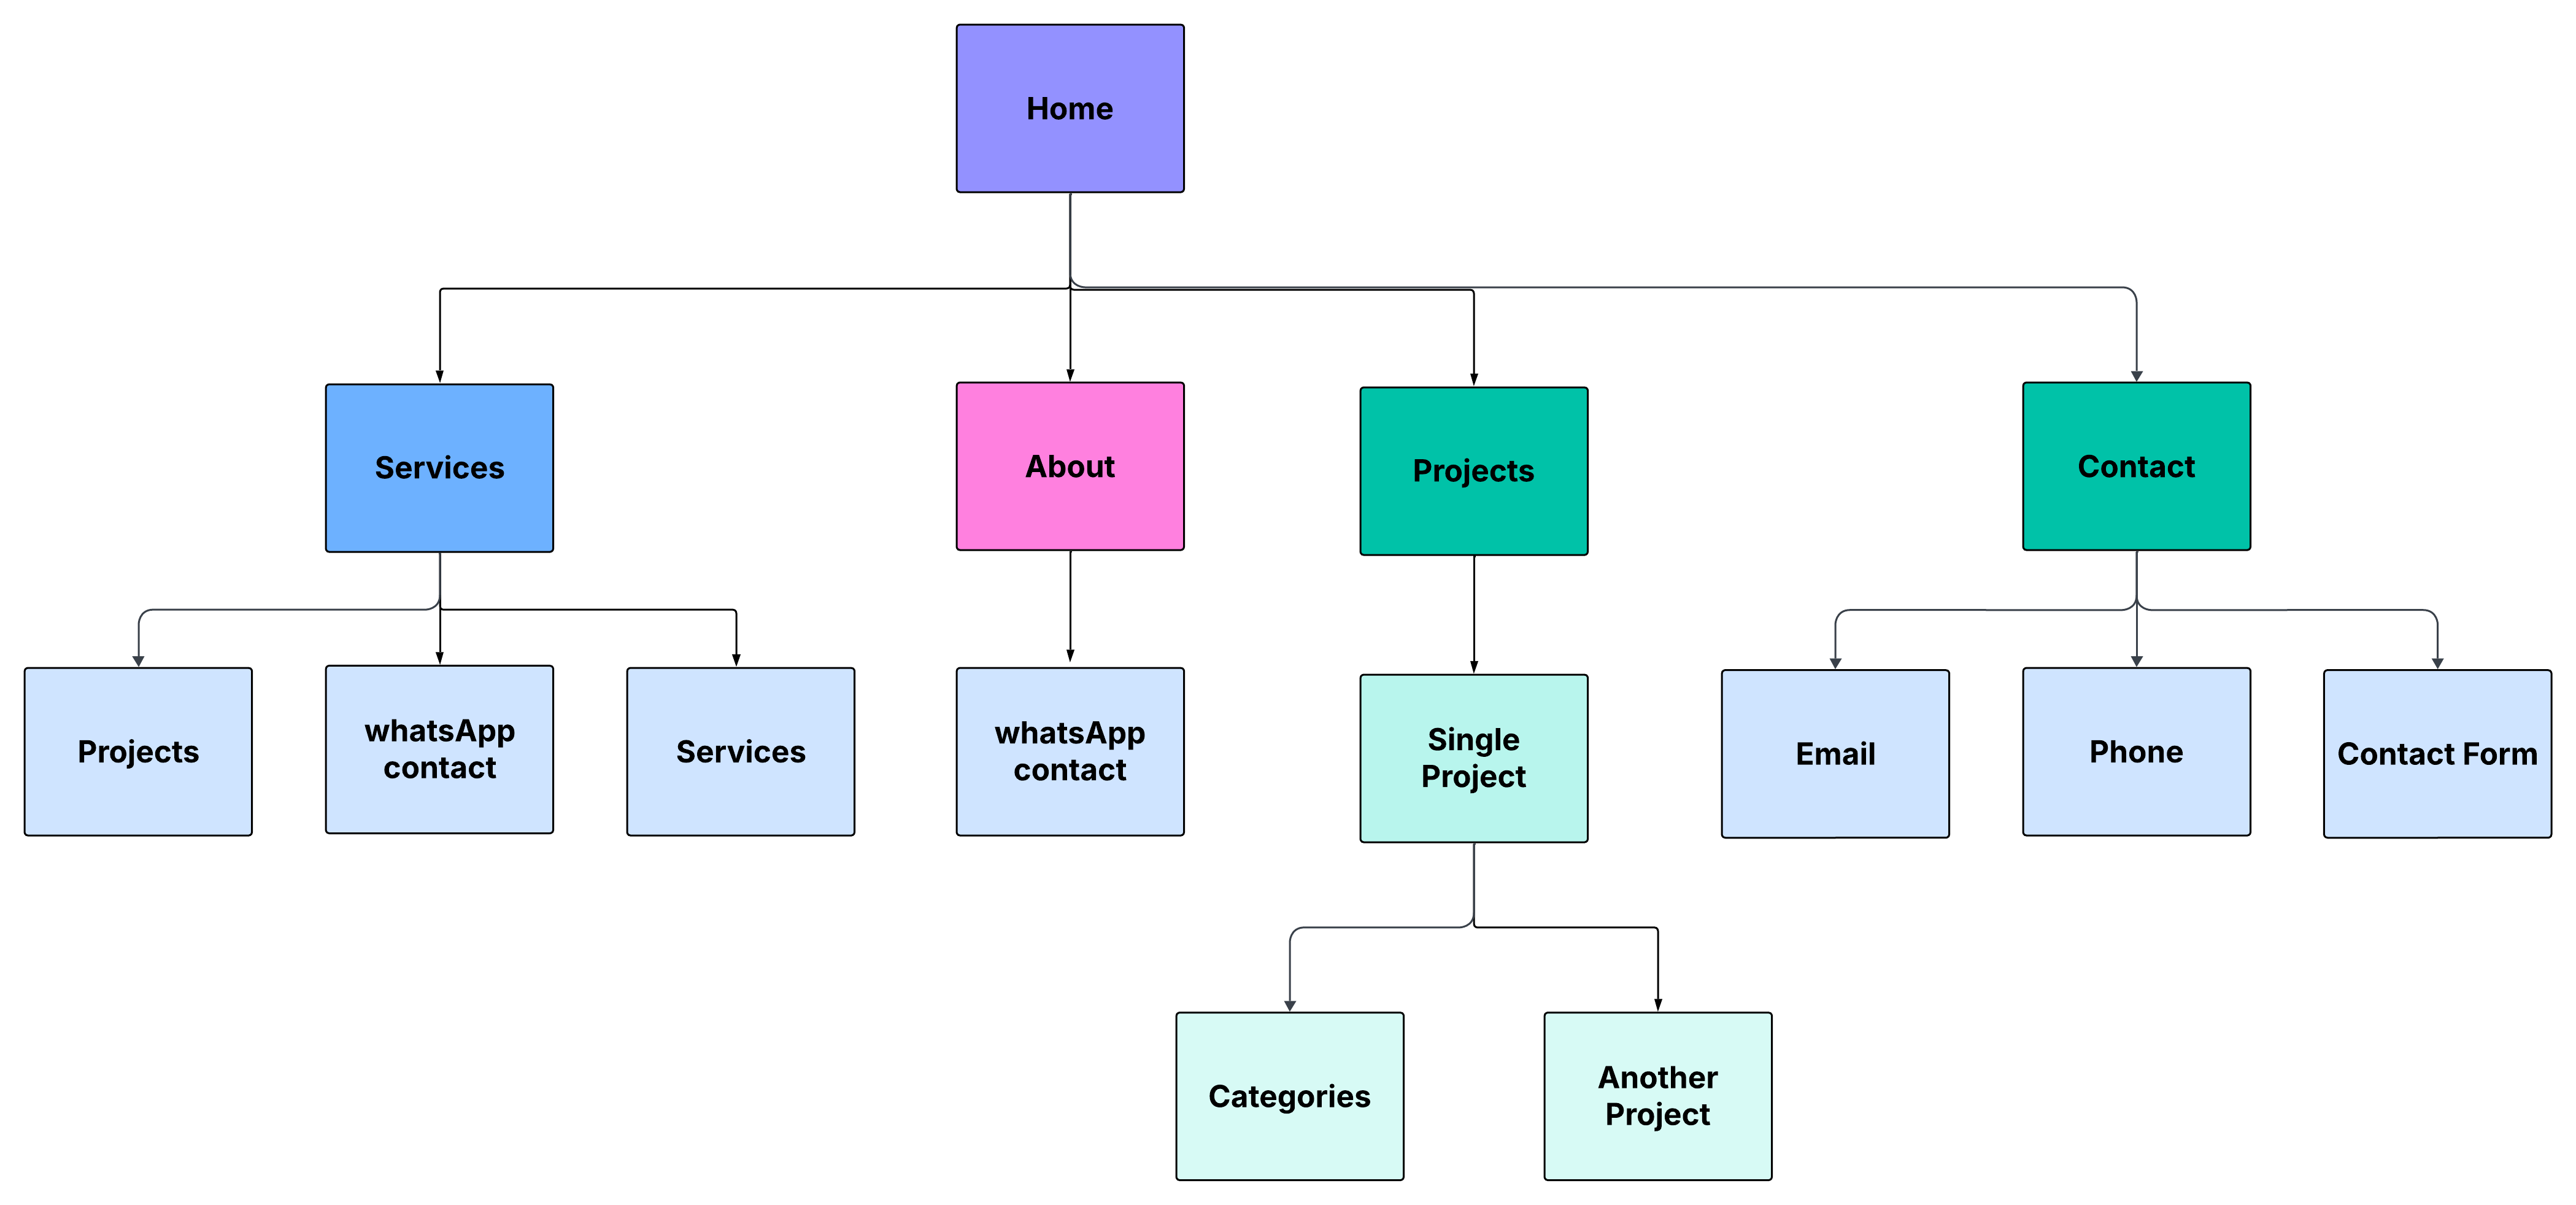 Home
Services
About
Projects
Contact
Projects
whatsApp
contact
Services
whatsApp
contact
Single
Project
Email
Phone
Contact Form
Categories
Another
Project